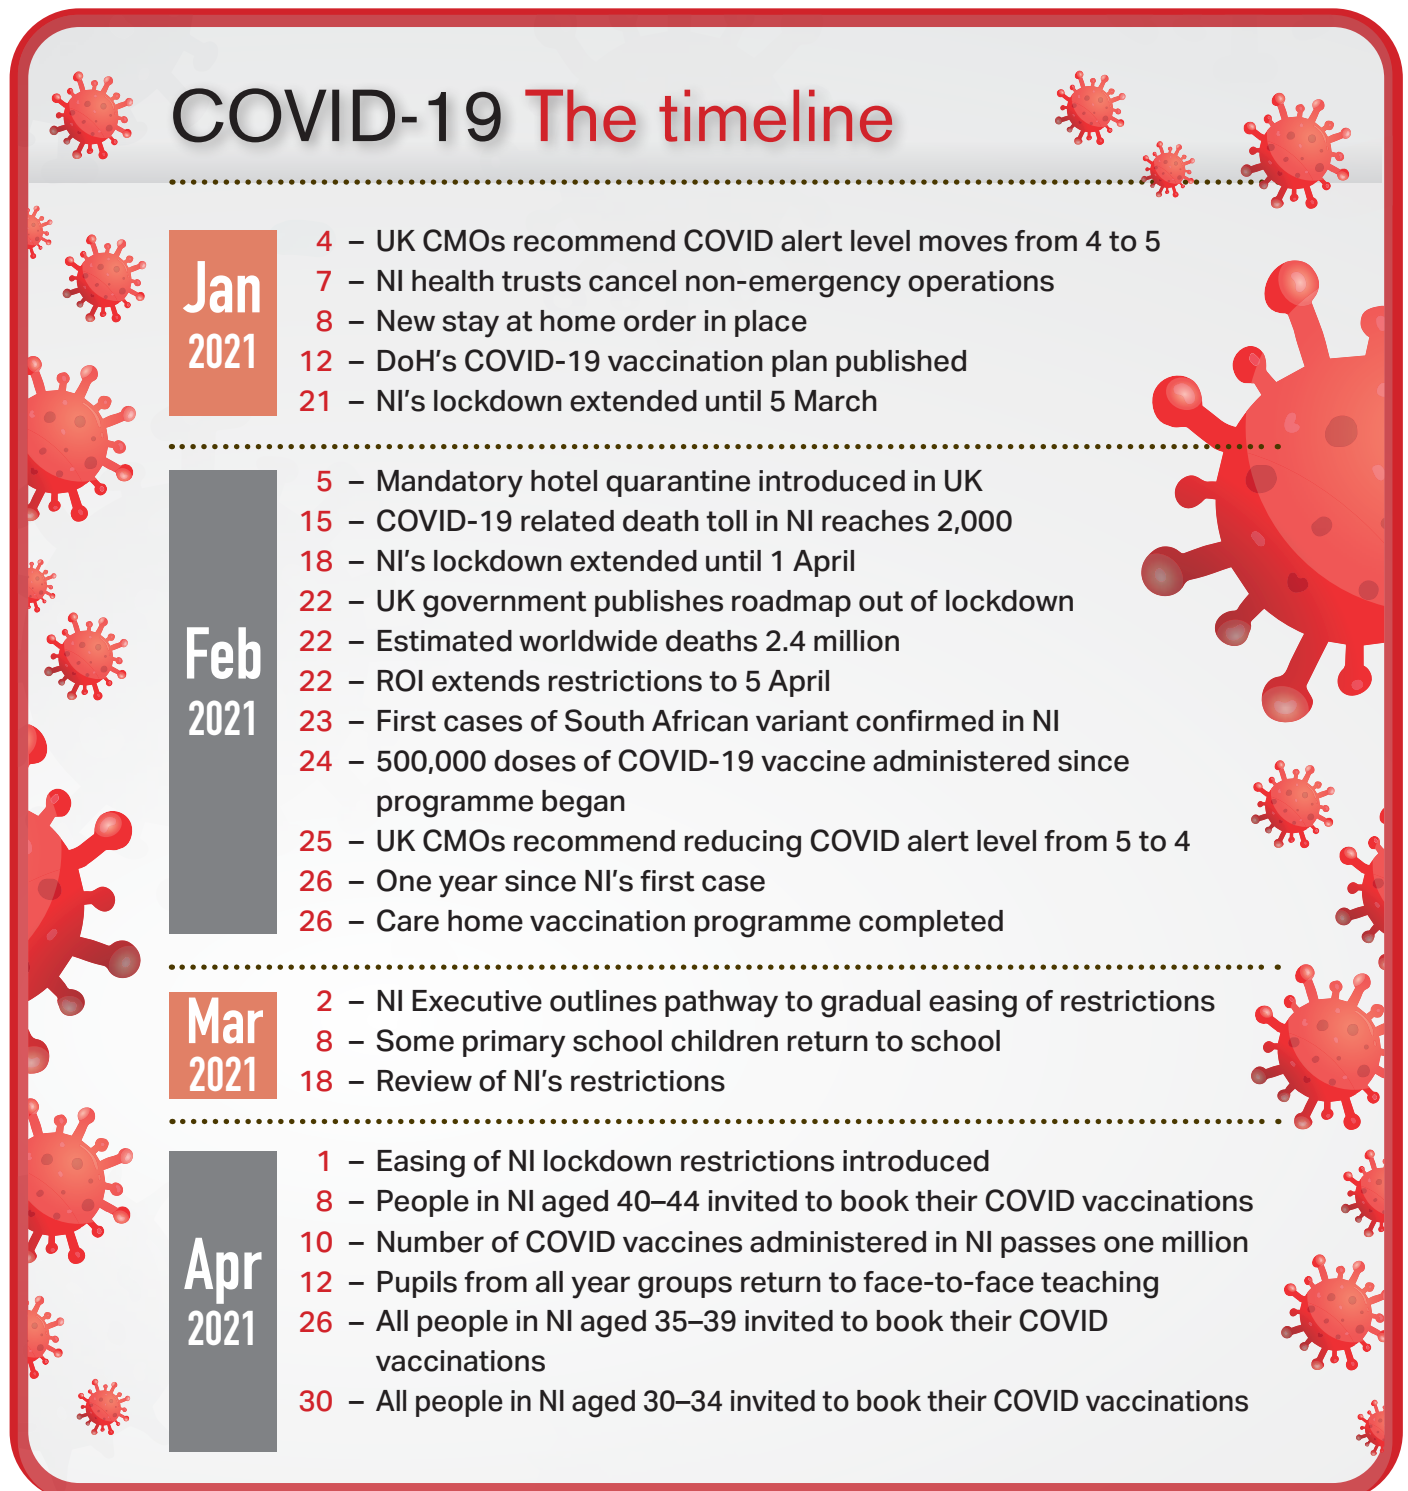 COVID-19 The timeline
Jan
2021
4 – UK CMOs recommend COVID alert level moves from 4 to 5
7 – NI health trusts cancel non-emergency operations
8 – New stay at home order in place
12 – DoH's COVID-19 vaccination plan published
21 – NI's lockdown extended until 5 March
Feb
2021
5 – Mandatory hotel quarantine introduced in UK
15 – COVID-19 related death toll in NI reaches 2,000
18 – NI's lockdown extended until 1 April
22 – UK government publishes roadmap out of lockdown
22 – Estimated worldwide deaths 2.4 million
22 – ROI extends restrictions to 5 April
23 – First cases of South African variant confirmed in NI
24 – 500,000 doses of COVID-19 vaccine administered since
programme began
25 – UK CMOs recommend reducing COVID alert level from 5 to 4
26 – One year since NI's first case
26 – Care home vaccination programme completed
Mar
2021
2 – NI Executive outlines pathway to gradual easing of restrictions
8 – Some primary school children return to school
18 – Review of NI's restrictions
Apr
2021
1 – Easing of NI lockdown restrictions introduced
8 – People in NI aged 40–44 invited to book their COVID vaccinations
10 – Number of COVID vaccines administered in NI passes one million
12 – Pupils from all year groups return to face-to-face teaching
26 – All people in NI aged 35–39 invited to book their COVID
vaccinations
30 – All people in NI aged 30–34 invited to book their COVID vaccinations